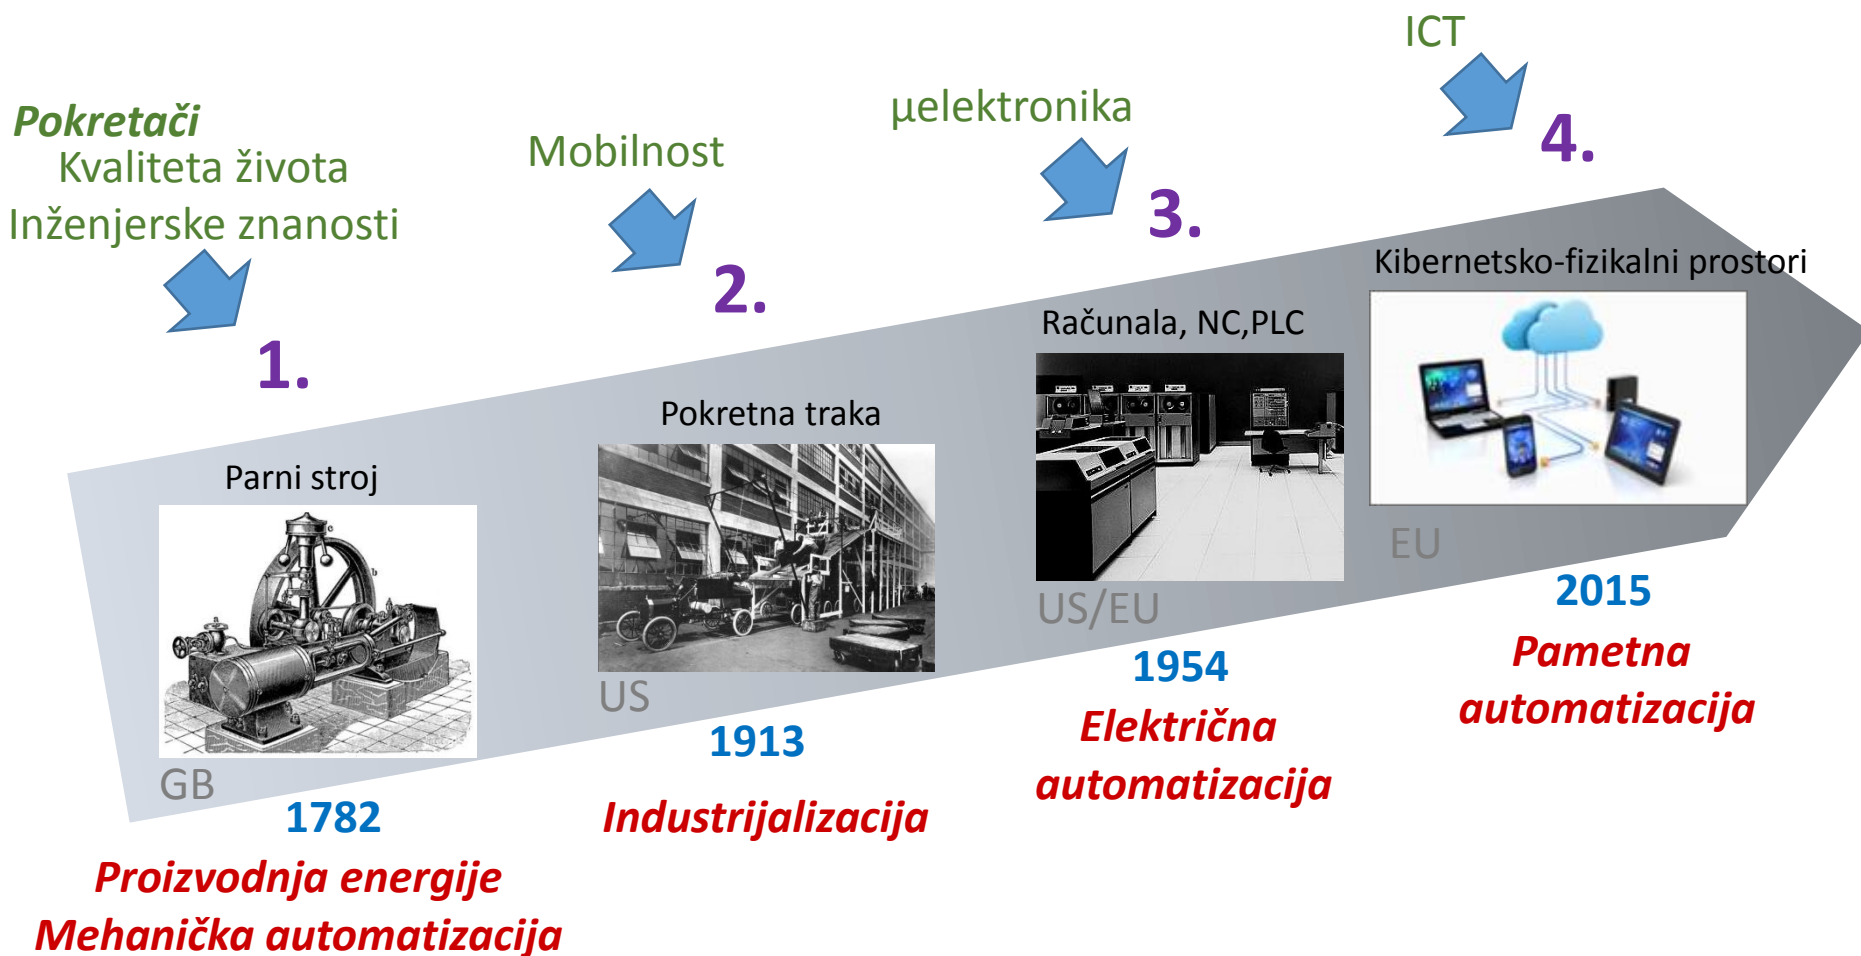 Pokretači
Kvaliteta života
Inženjerske znanosti
1.
Parni stroj
GB
1782
Proizvodnja energije
Mehanička automatizacija
Mobilnost
2.
Pokretna traka
US
1913
Industrijalizacija
µelektronika
3.
Računala, NC,PLC
US/EU
1954
Električna
automatizacija
ICT
4.
Kibernetsko-fizikalni prostori
EU
2015
Pametna
automatizacija